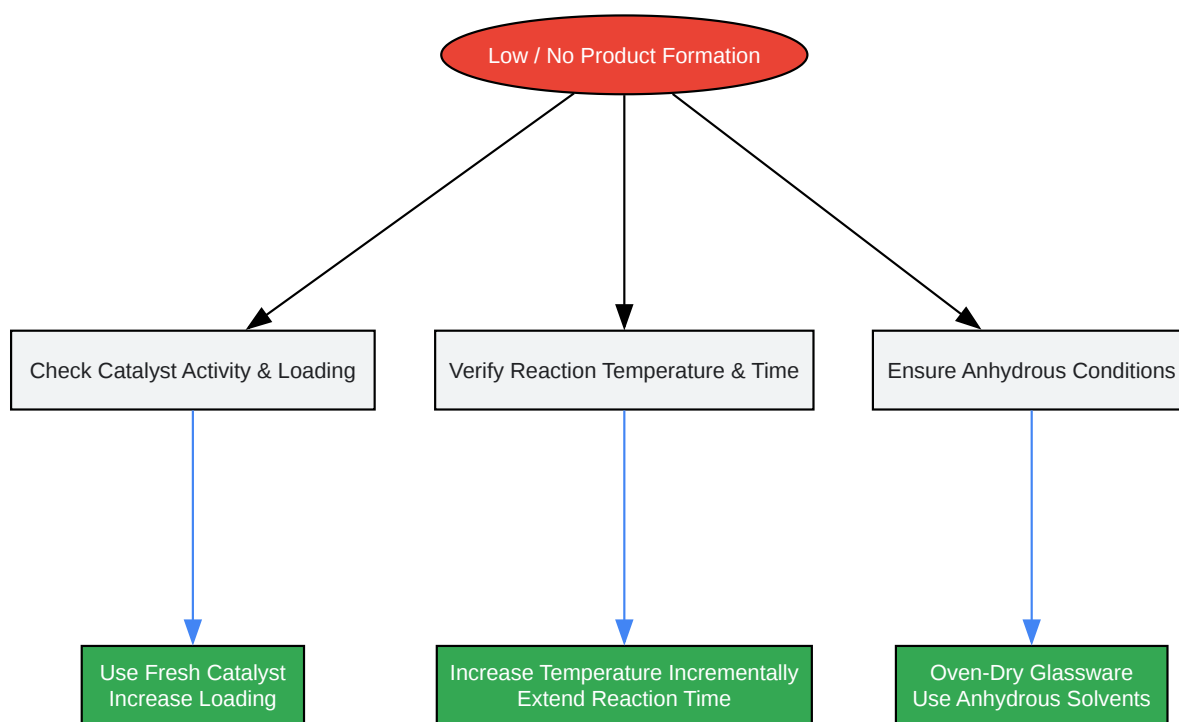 Low / No Product Formation
Check Catalyst Activity & Loading
Verify Reaction Temperature & Time
Ensure Anhydrous Conditions
Use Fresh Catalyst
Increase Loading
Increase Temperature Incrementally
Extend Reaction Time
Oven-Dry Glassware
Use Anhydrous Solvents